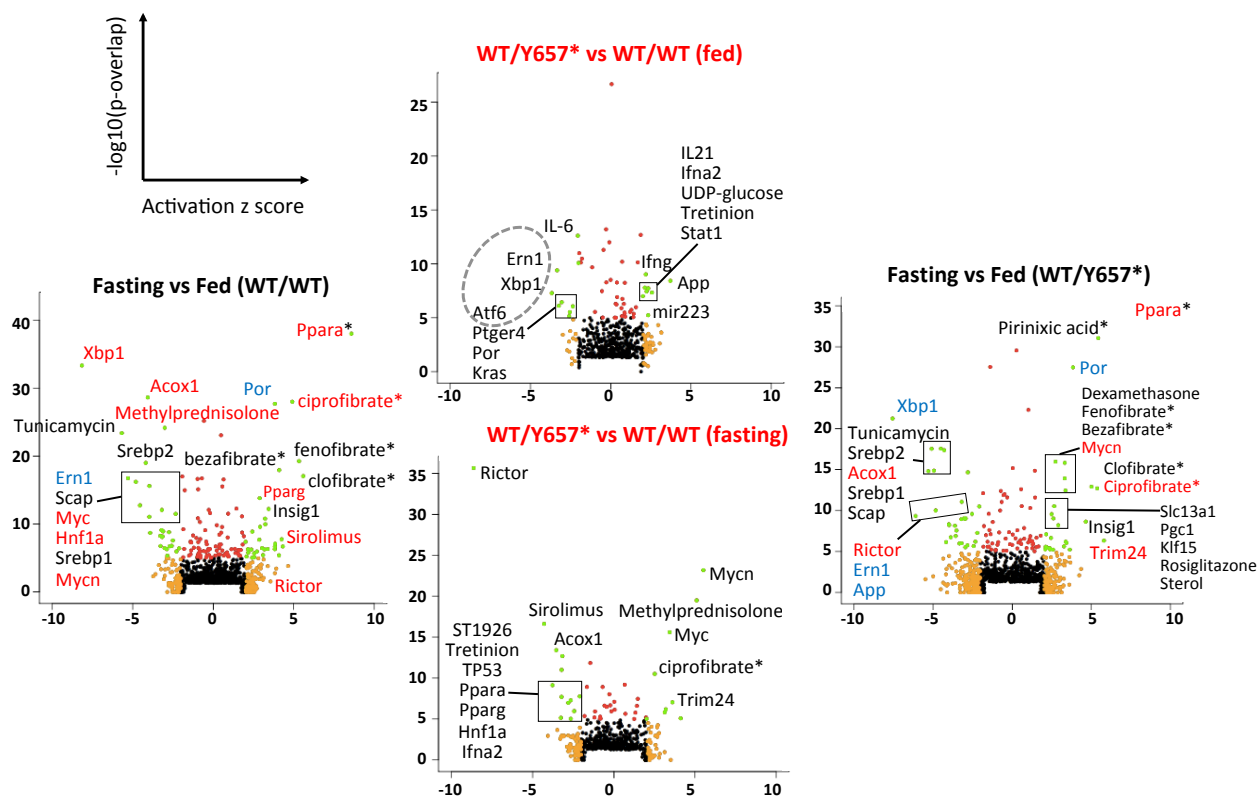 -log10(p-overlap)
Activation z score
WT/Y657* vs WT/WT (fed)
25
20
15
10
5
0
-10
-5
0
5
10
IL21
Ifna2
UDP-glucose
Tretinion
Stat1
IL-6
Ern1
Xbp1
Ifng
App
Atf6
Ptger4
Por
Kras
mir223
Fasting vs Fed (WT/WT)
40
30
20
10
0
-10
-5
0
5
10
Ppara*
Xbp1
Acox1
Por
ciprofibrate*
Methylprednisolone
Tunicamycin
Srebp2
bezafibrate*
fenofibrate*
clofibrate*
Ern1
Scap
Myc
Hnf1a
Srebp1
Mycn
Pparg
Insig1
Sirolimus
Rictor
WT/Y657* vs WT/WT (fasting)
35
30
25
20
15
10
5
0
-10
-5
0
5
10
Rictor
Mycn
Sirolimus
Methylprednisolone
ST1926
Acox1
Myc
Tretinion
TP53
Ppara
Pparg
Hnf1a
Ifna2
ciprofibrate*
Trim24
Fasting vs Fed (WT/Y657*)
35
30
25
20
15
10
5
0
-10
-5
0
5
10
Ppara*
Pirinixic acid*
Por
Xbp1
Dexamethasone
Fenofibrate*
Bezafibrate*
Mycn
Clofibrate*
Ciprofibrate*
Tunicamycin
Srebp2
Acox1
Srebp1
Scap
Rictor
Ern1
App
Slc13a1
Pgc1
Klf15
Rosiglitazone
Sterol
Insig1
Trim24